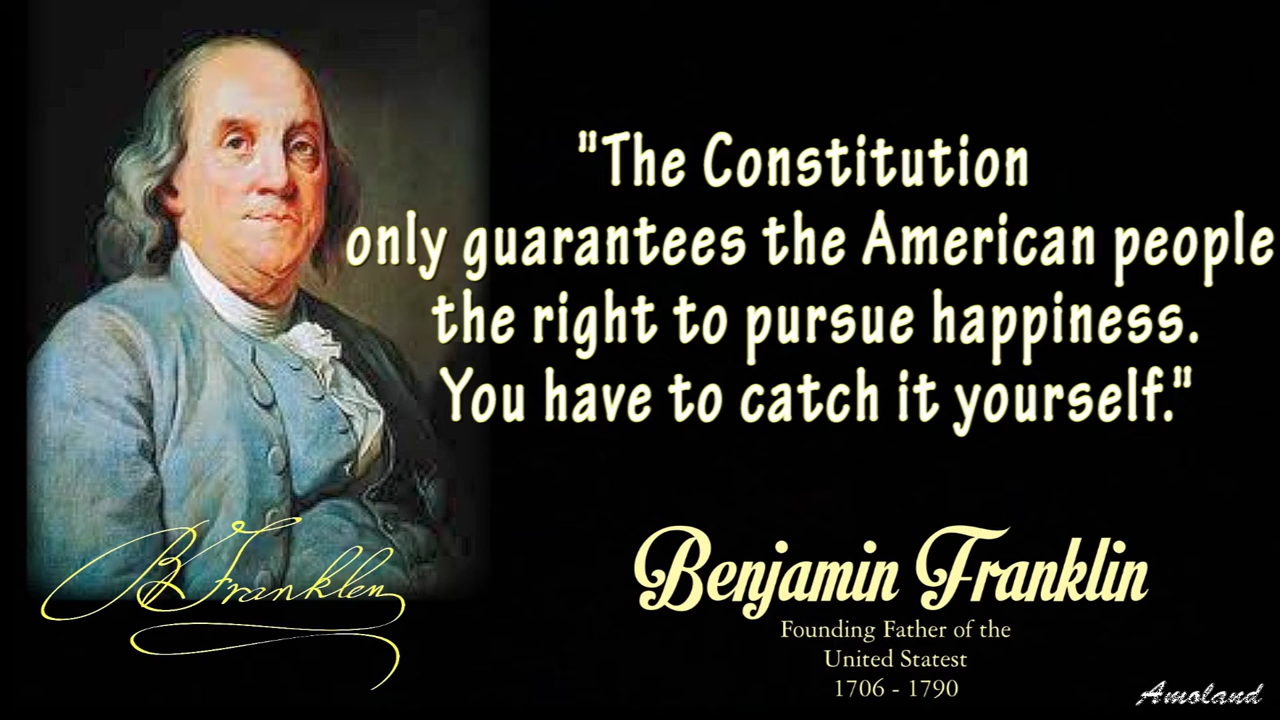 "The Constitution
only guarantees the American people
the right to pursue happiness.
You have to catch it yourself."
B Franklin
Benjamin Franklin
Founding Father of the
United Statest
1706 - 1790
Amoland